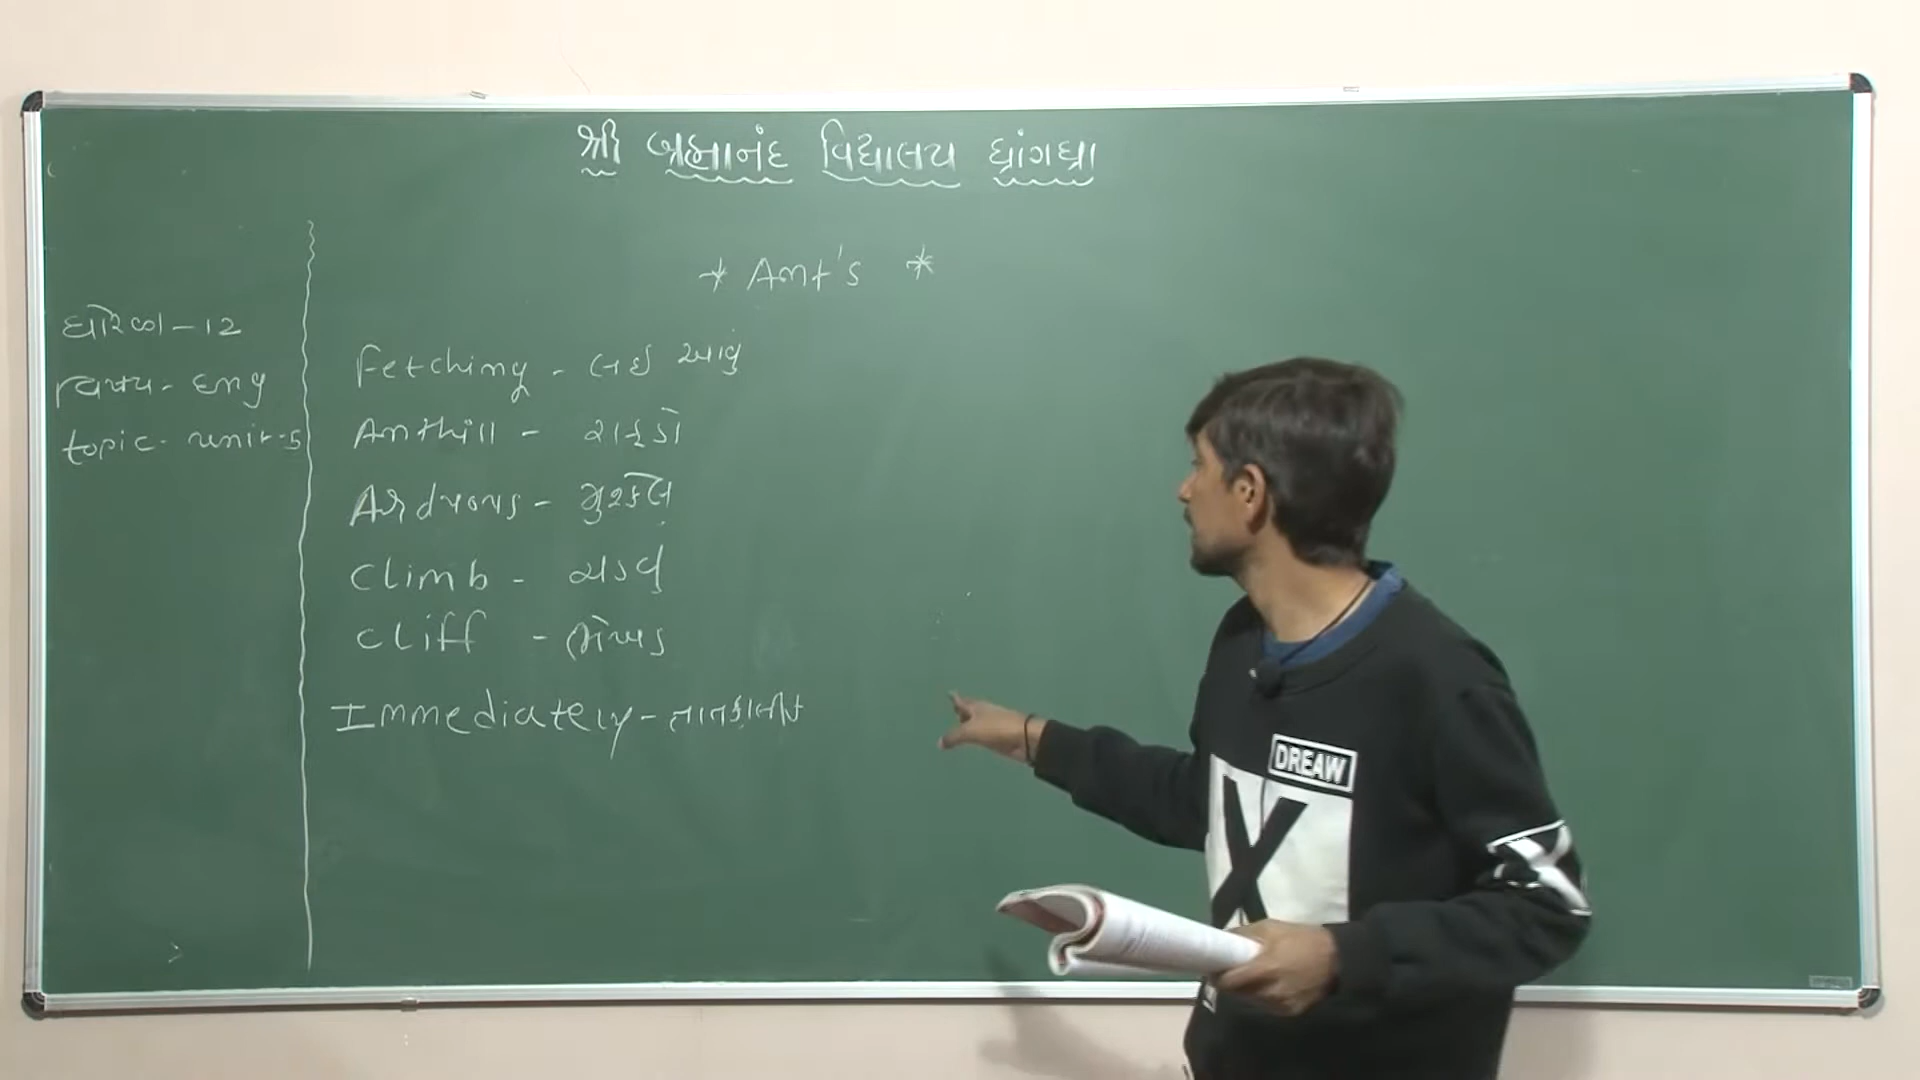 શ્રી બ્રહ્માનંદ વિદ્યાલય ધ્રાંગધ્રા
* Ant's *
ધોરણ - 12
વિષય - Eng
topic - unit - 5
Fetching - લઈ આવું
Anthill - રાફડો
Arduous - મુશ્કેલ
Climb - ચડવું
Cliff - ભેખડ
Immediately - તાત્કાલીક
DREAW
X